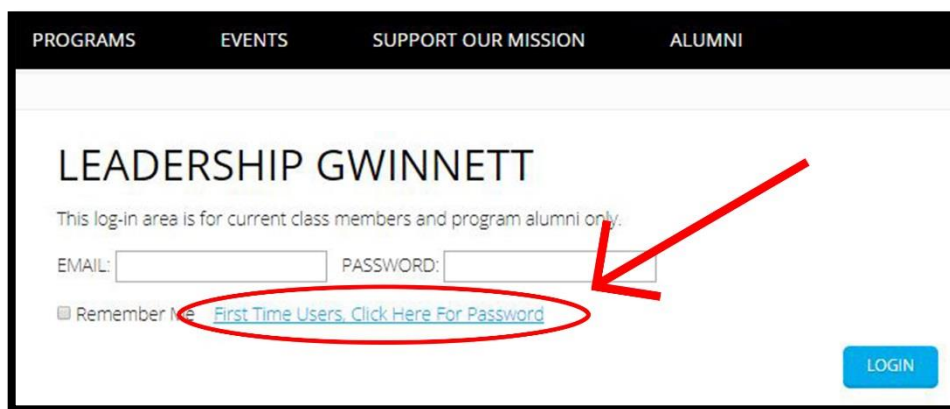 PROGRAMS EVENTS SUPPORT OUR MISSION ALUMNI
LEADERSHIP GWINNETT
This log-in area is for current class members and program alumni only.
EMAIL: PASSWORD:
Remember Me First Time Users, Click Here For Password
LOGIN